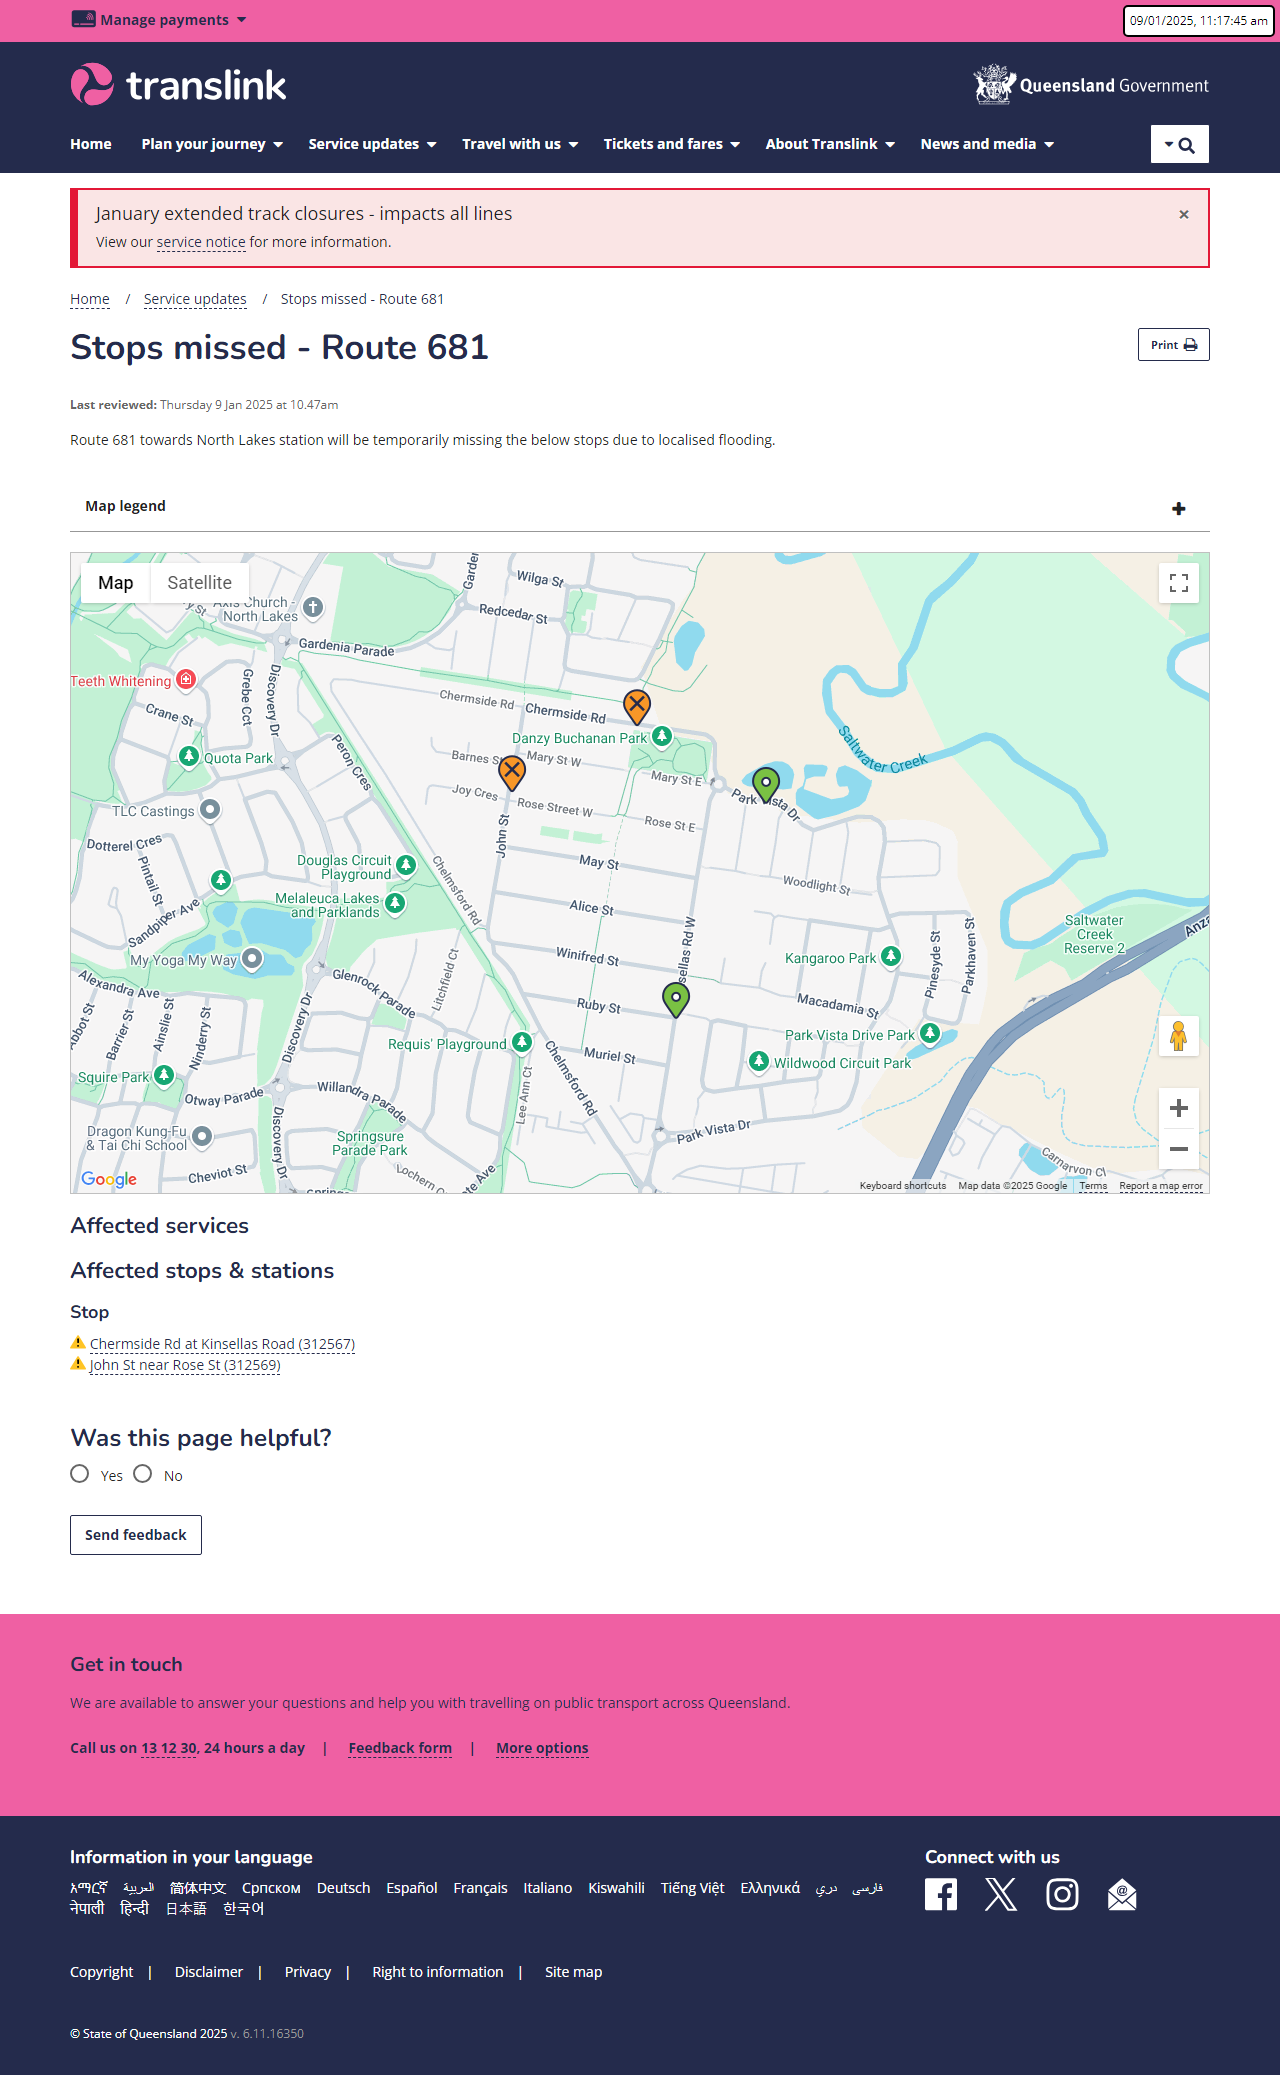 Manage payments
09/01/2025, 11:17:45 am
translink
Queensland Government
Home Plan your journey Service updates Travel with us Tickets and fares About Translink News and media
January extended track closures - impacts all lines ×
View our service notice for more information.
Home / Service updates / Stops missed - Route 681
Stops missed - Route 681
Print
Last reviewed: Thursday 9 Jan 2025 at 10.47am
Route 681 towards North Lakes station will be temporarily missing the below stops due to localised flooding.
Map legend
Map Satellite
Wilga St
Axis Church -
North Lakes
Redcedar St
Gardenia Parade
Teeth Whitening
Grebe Cct
Discovery Dr
Crane St
Chermside Rd
Chermside Rd
Danzy Buchanan Park
Saltwater Creek
Quota Park
Peron Cres
Barnes St
Mary St W
Mary St E
Joy Cres
Rose Street W
Park Vista Dr
TLC Castings
Rose St E
John St
Dotterel Cres
Douglas Circuit
Playground
May St
Pintail St
Chelmsford Rd
Woodlight St
Melaleuca Lakes
and Parklands
Alice St
Sandpiper Ave
Saltwater
Creek
Reserve 2
My Yoga My Way
Winifred St
Kangaroo Park
Pinesyde St
Parkhaven St
Alexandra Ave
Glenrock Parade
Litchfield Ct
Ruby St
Macadamia St
Barrier St
Ainslie St
Ninderry St
Discovery Dr
Requis' Playground
Muriel St
Park Vista Drive Park
Wildwood Circuit Park
Squire Park
Otway Parade
Willandra Parade
Chelmsford Rd
Lee Ann Ct
Dragon Kung-Fu
& Tai Chi School
Discovery Dr
Springsure
Parade Park
Park Vista Dr
Cheviot St
Google
Keyboard shortcuts Map data ©2025 Google Terms Report a map error
Affected services
Affected stops & stations
Stop
Chermside Rd at Kinsellas Road (312567)
John St near Rose St (312569)
Was this page helpful?
Yes No
Send feedback
Get in touch
We are available to answer your questions and help you with travelling on public transport across Queensland.
Call us on 13 12 30, 24 hours a day | Feedback form | More options
Information in your language
አማርኛ العربية 简体中文 Српском Deutsch Español Français Italiano Kiswahili Tiếng Việt Ελληνικά دري فارسی
नेपाली हिन्दी 日本語 한국어
Connect with us
Copyright | Disclaimer | Privacy | Right to information | Site map
© State of Queensland 2025 v. 6.11.16350